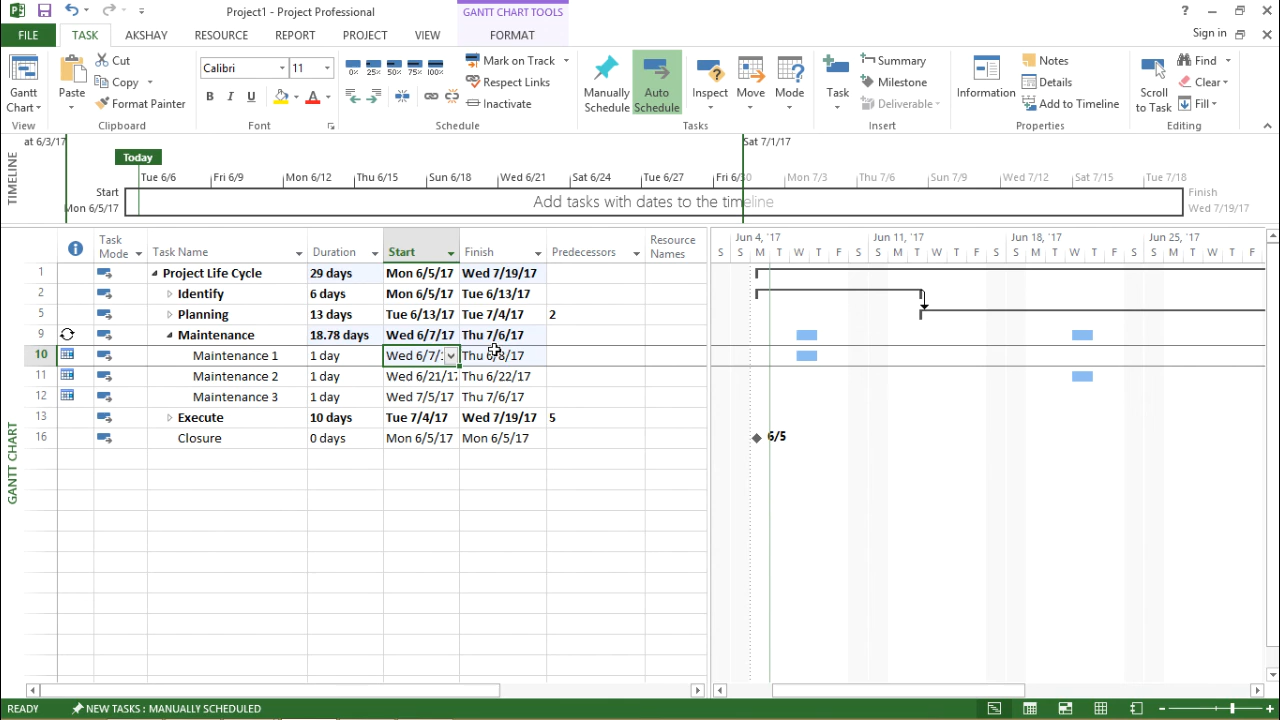 Project1 - Project Professional
GANTT CHART TOOLS
?
FILE TASK AKSHAY RESOURCE REPORT PROJECT VIEW FORMAT
Sign in
Gantt Chart
View
Paste
Cut
Copy
Format Painter
Clipboard
Calibri 11
B I U A
Font
0% 25% 50% 75% 100%
Mark on Track
Respect Links
Inactivate
Schedule
Manually Schedule
Auto Schedule
Inspect
Move
Mode
Tasks
Task
Summary
Milestone
Deliverable
Insert
Information
Notes
Details
Add to Timeline
Properties
Scroll to Task
Find
Clear
Fill
Editing
TIMELINE
at 6/3/17
Sat 7/1/17
Today
Tue 6/6 Fri 6/9 Mon 6/12 Thu 6/15 Sun 6/18 Wed 6/21 Sat 6/24 Tue 6/27 Fri 6/30 Mon 7/3 Thu 7/6 Sun 7/9 Wed 7/12 Sat 7/15 Tue 7/18
Start
Mon 6/5/17
Add tasks with dates to the timeline
Finish
Wed 7/19/17
GANTT CHART
Task Mode Task Name Duration Start Finish Predecessors Resource Names
Jun 4, '17 Jun 11, '17 Jun 18, '17 Jun 25, '17
S S M T W T F S S M T W T F S S M T W T F S S M T W T F
1 Project Life Cycle 29 days Mon 6/5/17 Wed 7/19/17
2 Identify 6 days Mon 6/5/17 Tue 6/13/17
5 Planning 13 days Tue 6/13/17 Tue 7/4/17 2
9 Maintenance 18.78 days Wed 6/7/17 Thu 7/6/17
10 Maintenance 1 1 day Wed 6/7/ Thu 6/8/17
11 Maintenance 2 1 day Wed 6/21/17 Thu 6/22/17
12 Maintenance 3 1 day Wed 7/5/17 Thu 7/6/17
13 Execute 10 days Tue 7/4/17 Wed 7/19/17 5
16 Closure 0 days Mon 6/5/17 Mon 6/5/17
6/5
READY NEW TASKS : MANUALLY SCHEDULED